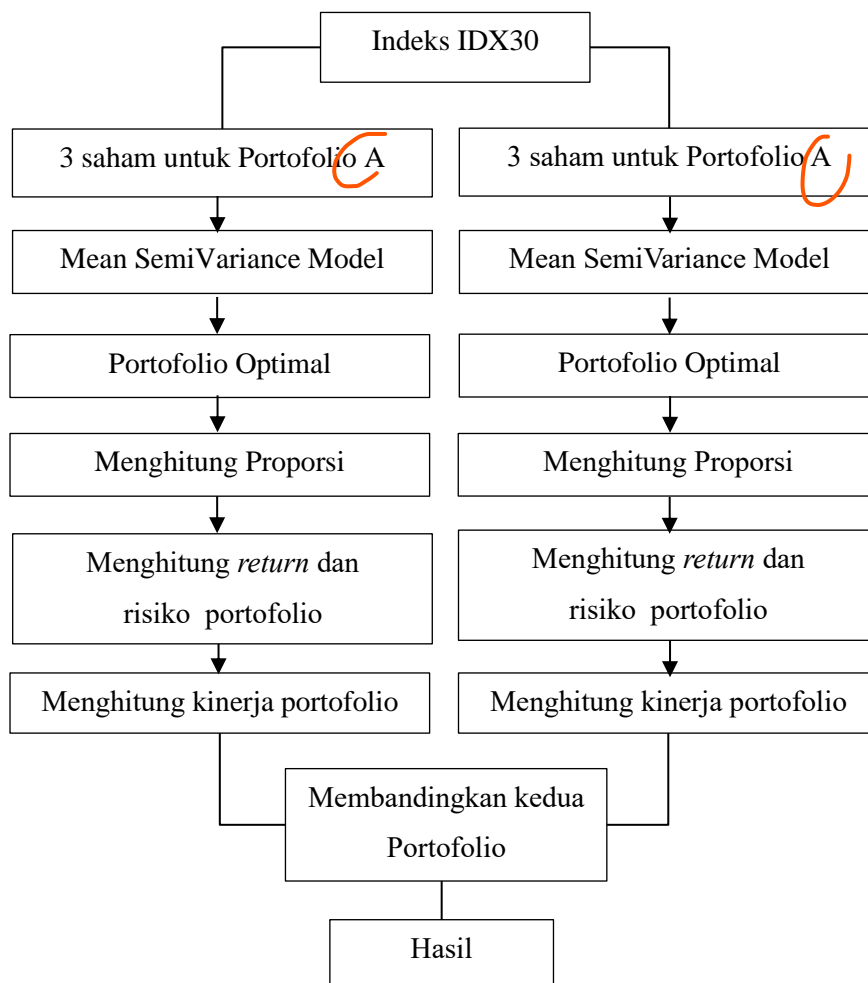 Indeks IDX30
3 saham untuk Portofolio A
3 saham untuk Portofolio A
Mean SemiVariance Model
Mean SemiVariance Model
Portofolio Optimal
Portofolio Optimal
Menghitung Proporsi
Menghitung Proporsi
Menghitung return dan
risiko portofolio
Menghitung return dan
risiko portofolio
Menghitung kinerja portofolio
Menghitung kinerja portofolio
Membandingkan kedua
Portofolio
Hasil